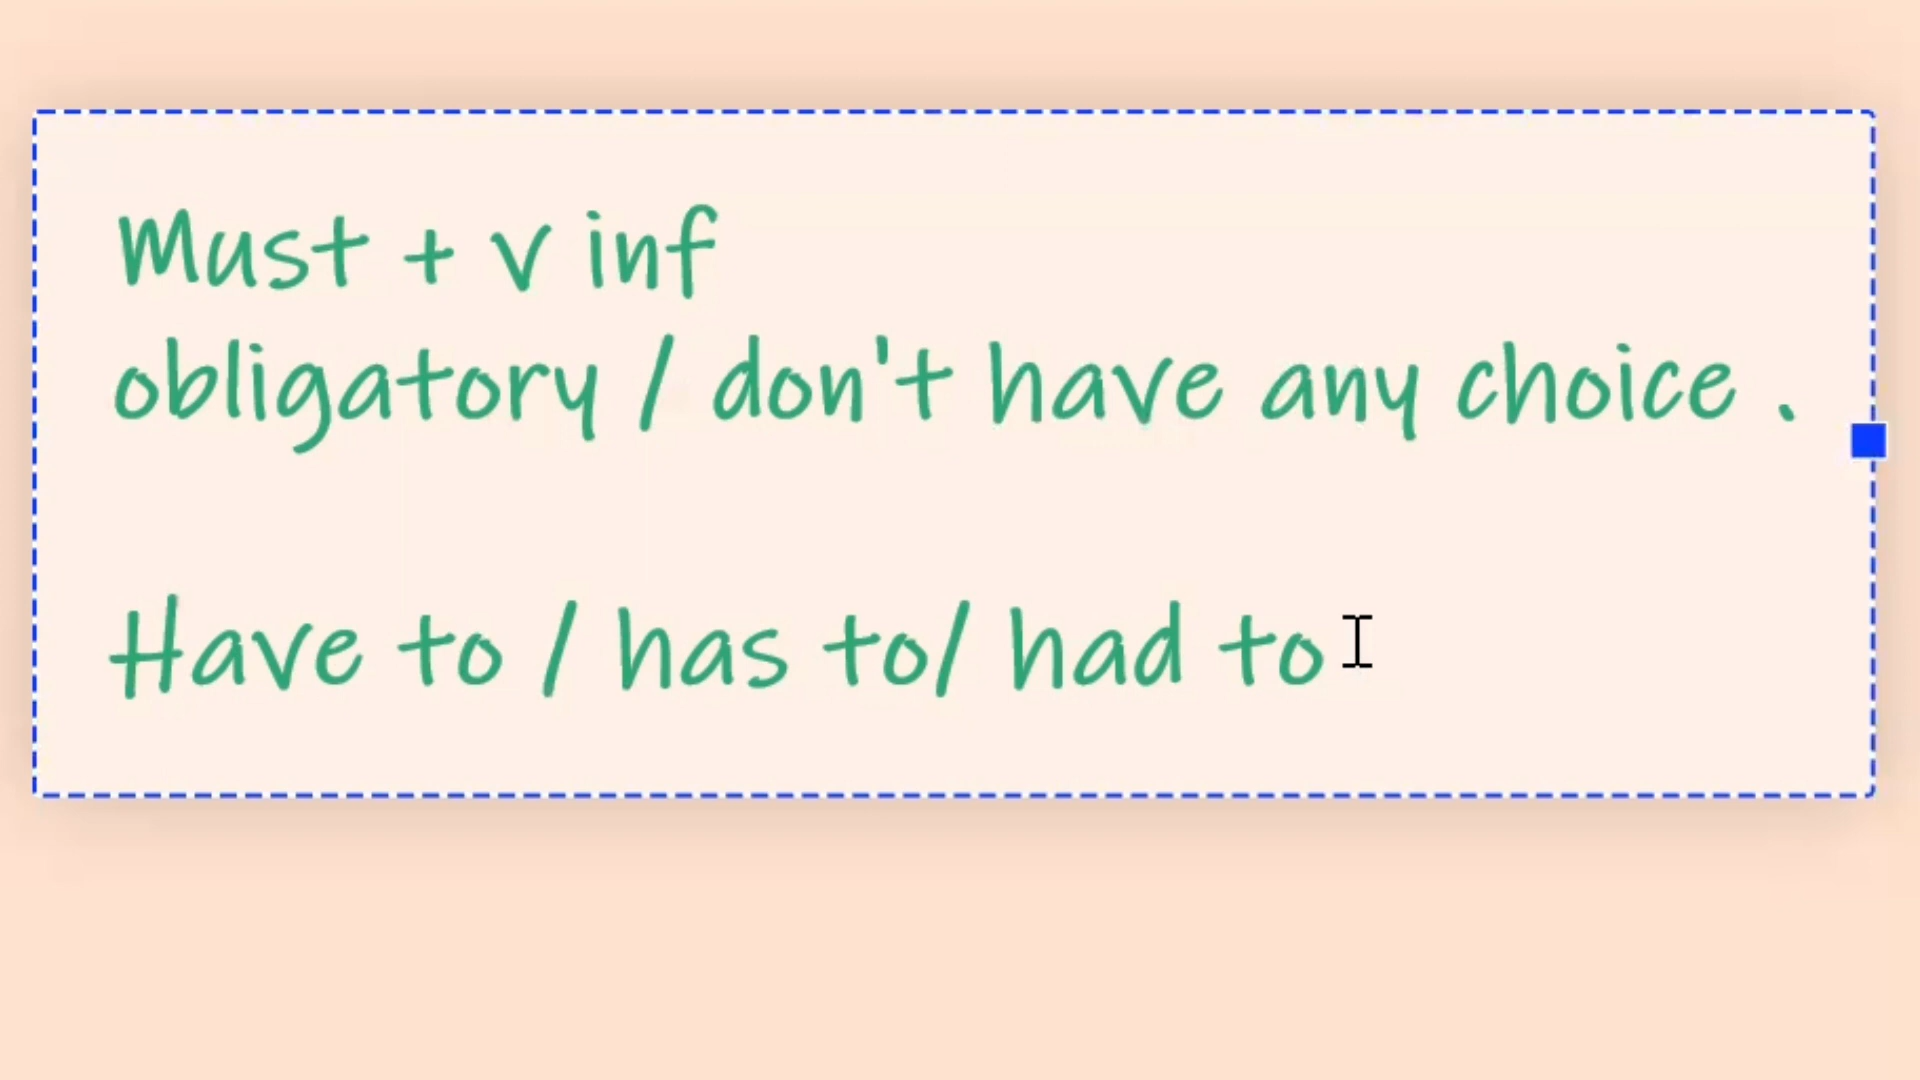 Must + v inf
obligatory / don't have any choice .
Have to / has to/ had to